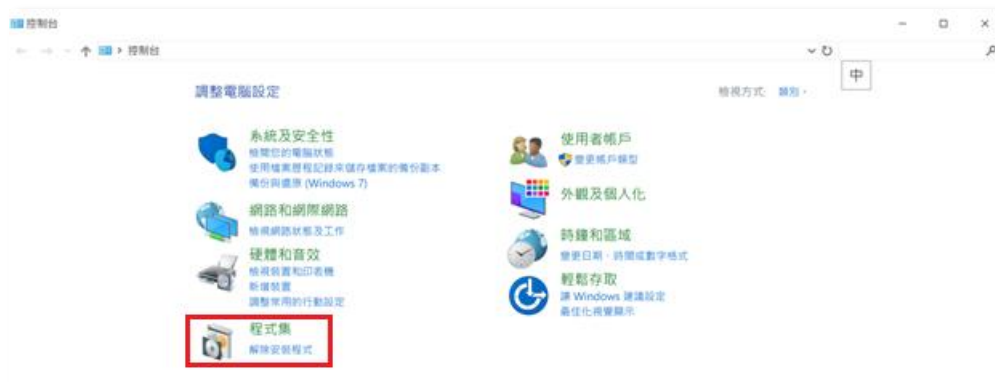 控制台
控制台
中
調整電腦設定
檢視方式: 類別
系統及安全性
檢閱您的電腦狀態
使用檔案歷程記錄來儲存檔案的備份副本
備份與還原 (Windows 7)
網路和網際網路
檢視網路狀態及工作
硬體和音效
檢視裝置和印表機
新增裝置
調整常用的行動設定
程式集
解除安裝程式
使用者帳戶
變更帳戶類型
外觀及個人化
時鐘和區域
變更日期、時間或數字格式
輕鬆存取
讓 Windows 建議設定
最佳化視覺顯示